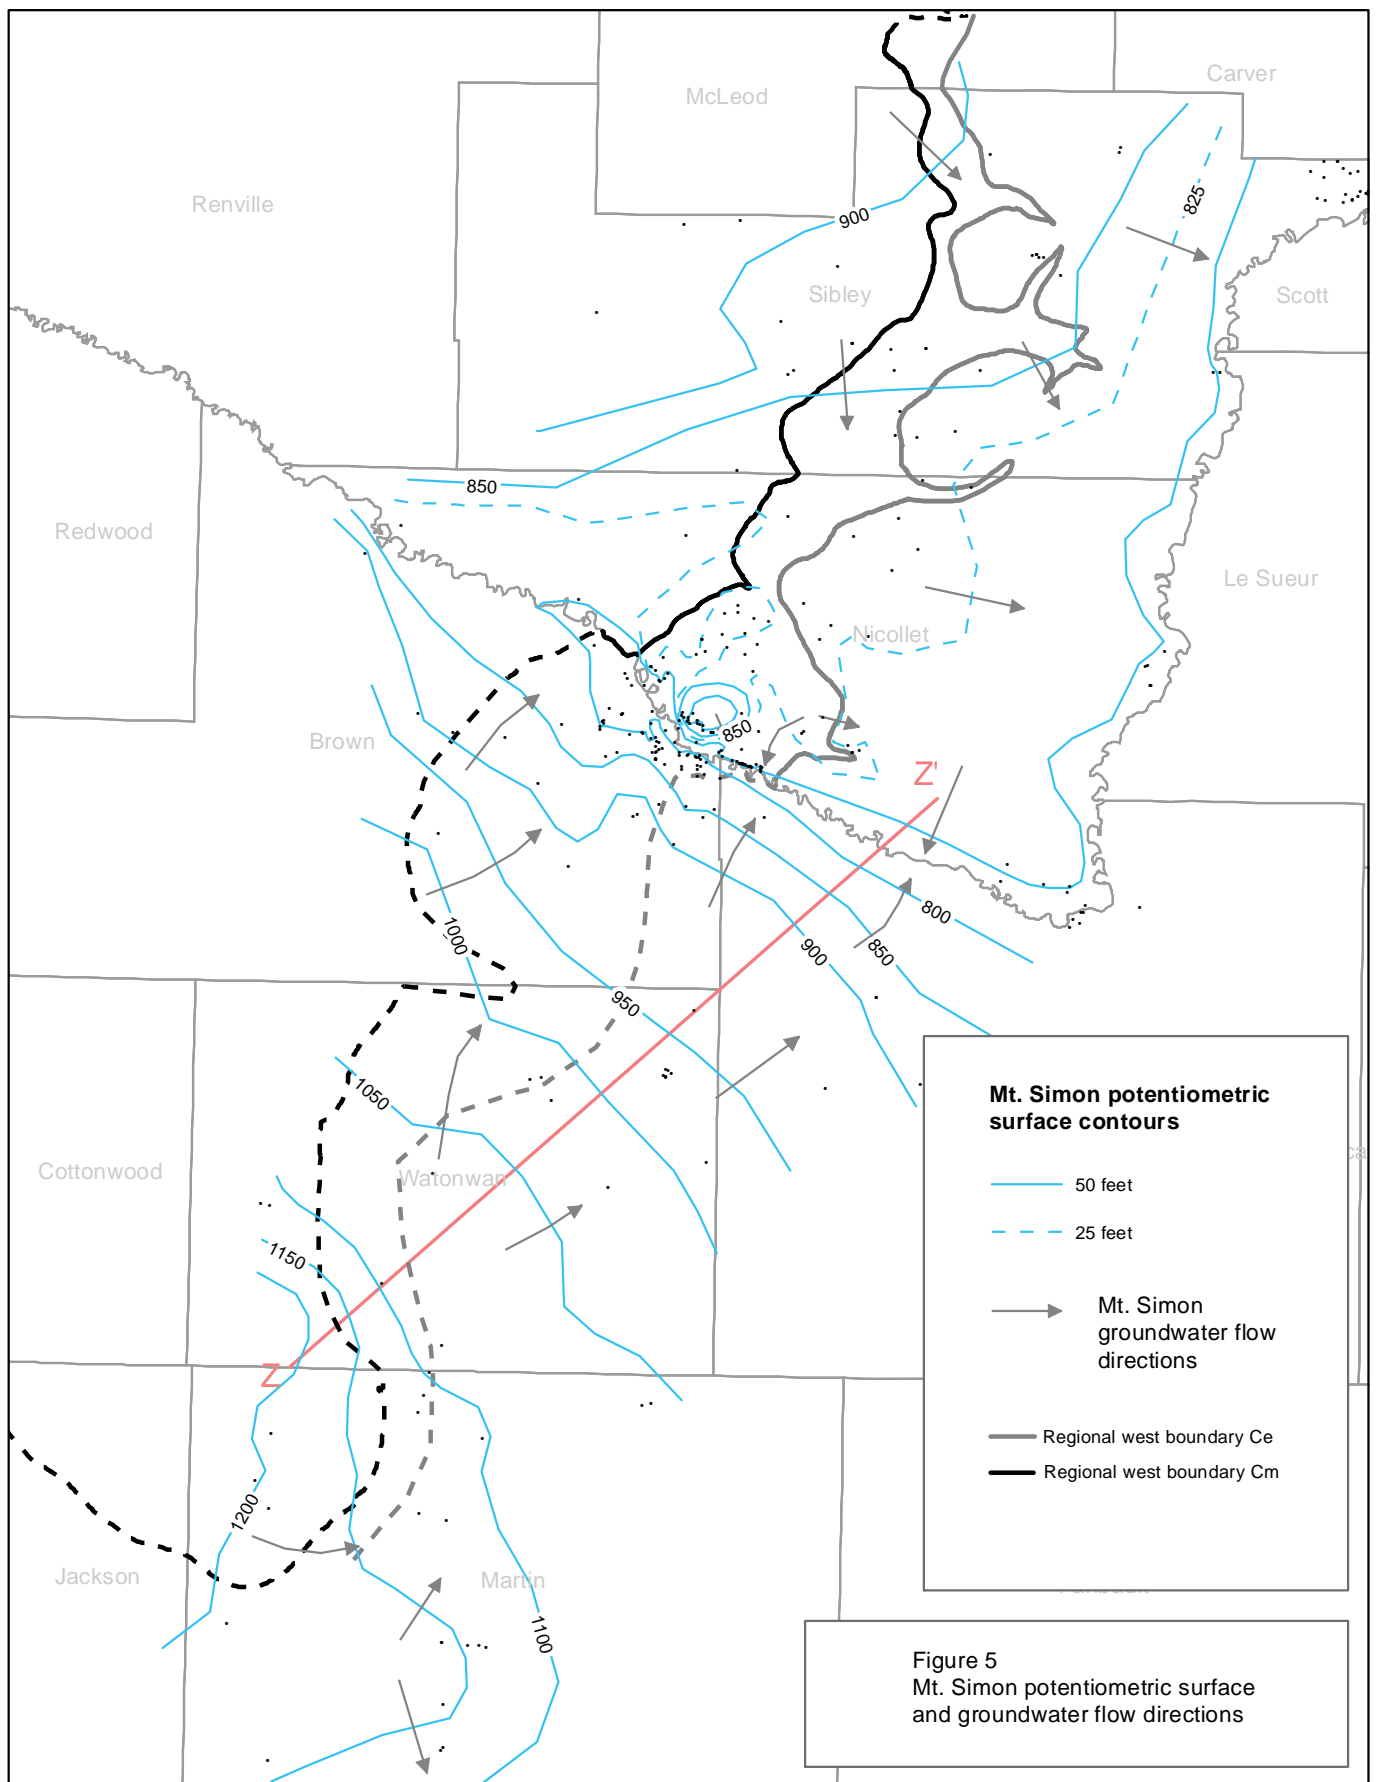 Carver
McLeod
Renville
825
900
Sibley
Scott
850
Redwood
Le Sueur
Nicollet
850
Brown
Z'
800
1000
900
850
950
1050
Mt. Simon potentiometric
surface contours
Cottonwood
Watonwan
50 feet
25 feet
1150
Mt. Simon
groundwater flow
directions
Z
Regional west boundary Ce
Regional west boundary Cm
1200
Jackson
Martin
1100
Figure 5
Mt. Simon potentiometric surface
and groundwater flow directions